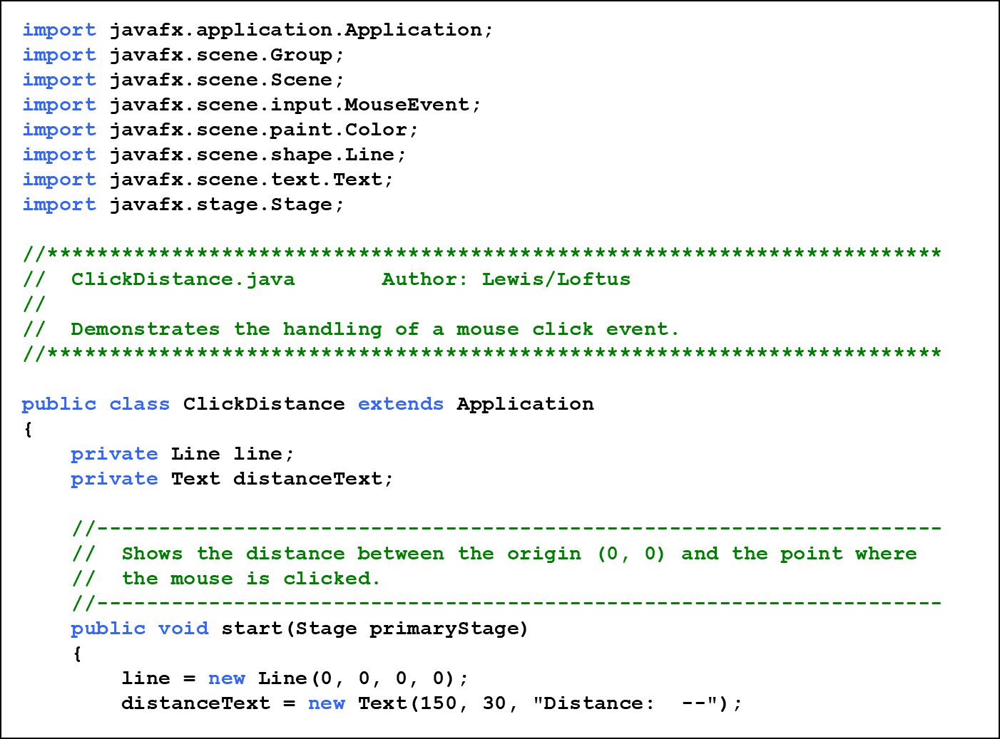 import javafx.application.Application;
import javafx.scene.Group;
import javafx.scene.Scene;
import javafx.scene.input.MouseEvent;
import javafx.scene.paint.Color;
import javafx.scene.shape.Line;
import javafx.scene.text.Text;
import javafx.stage.Stage;

//************************************************************************
//  ClickDistance.java       Author: Lewis/Loftus
//
//  Demonstrates the handling of a mouse click event.
//************************************************************************

public class ClickDistance extends Application
{
    private Line line;
    private Text distanceText;

    //--------------------------------------------------------------------
    //  Shows the distance between the origin (0, 0) and the point where
    //  the mouse is clicked.
    //--------------------------------------------------------------------
    public void start(Stage primaryStage)
    {
        line = new Line(0, 0, 0, 0);
        distanceText = new Text(150, 30, "Distance:  --");